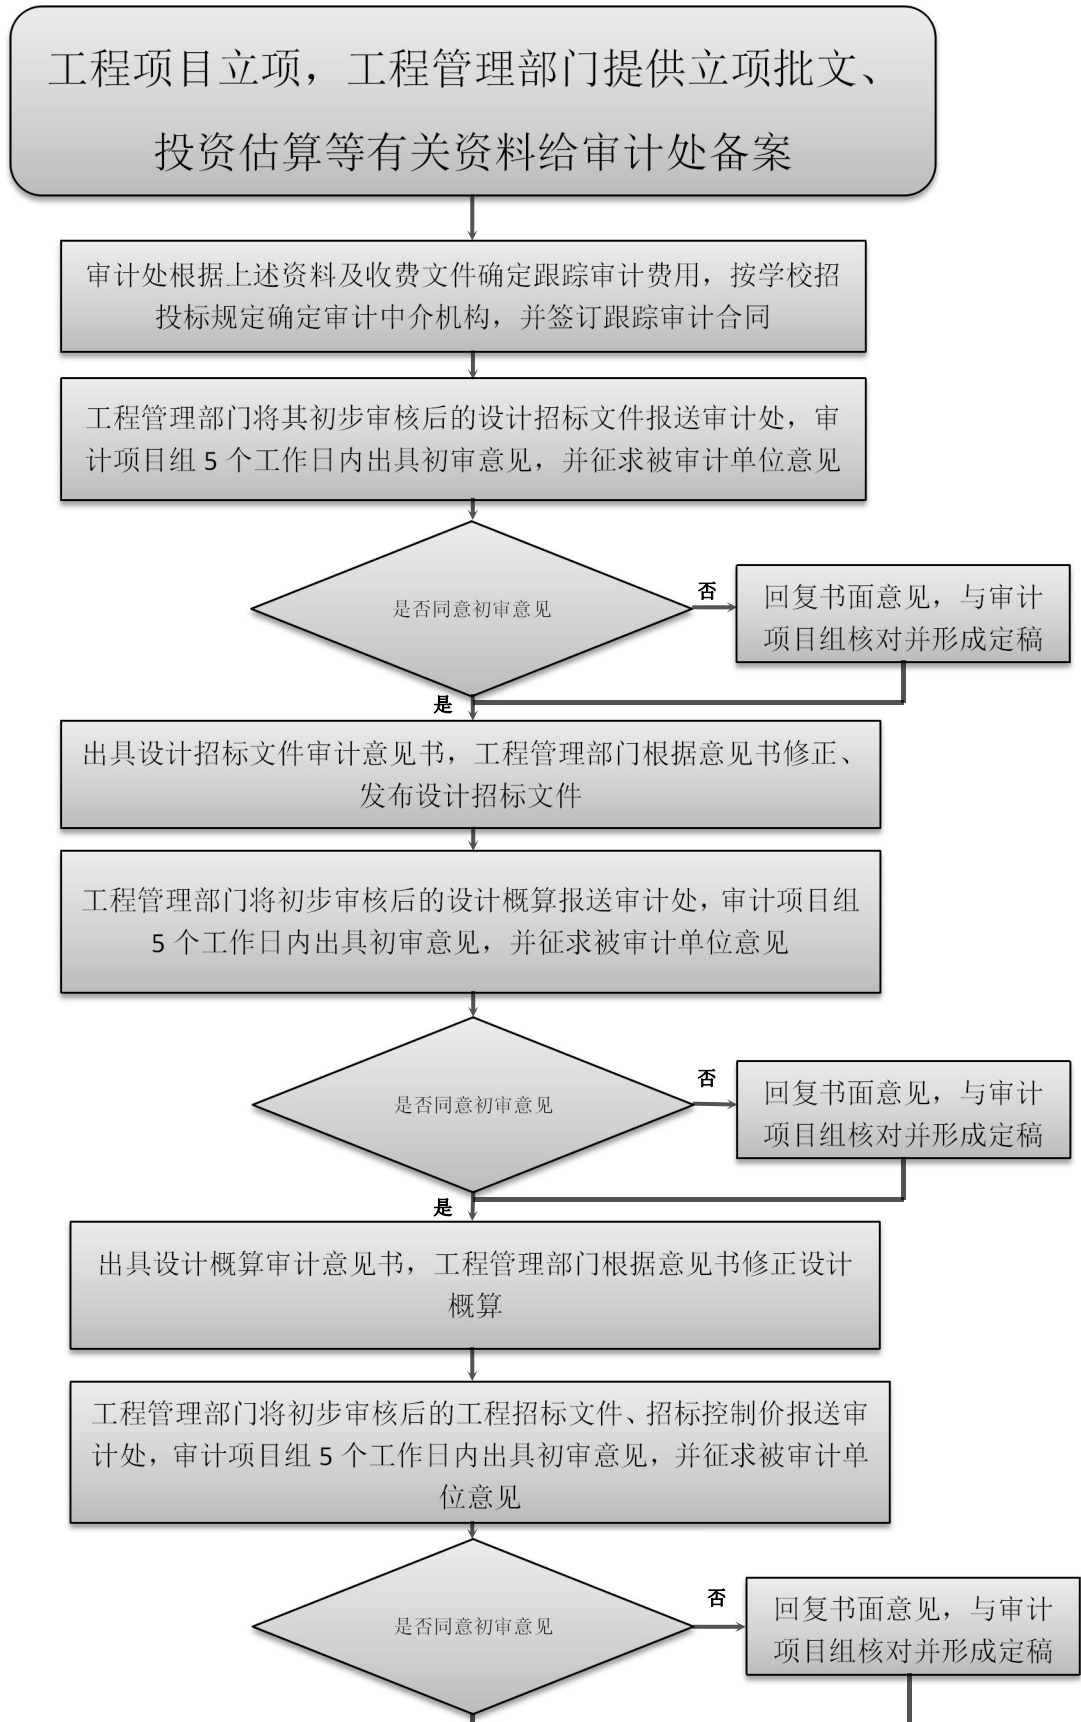 工程项目立项，工程管理部门提供立项批文、
投资估算等有关资料给审计处备案
审计处根据上述资料及收费文件确定跟踪审计费用，按学校招
投标规定确定审计中介机构，并签订跟踪审计合同
工程管理部门将其初步审核后的设计招标文件报送审计处，审
计项目组 5 个工作日内出具初审意见，并征求被审计单位意见
是否同意初审意见
否
回复书面意见，与审计
项目组核对并形成定稿
是
出具设计招标文件审计意见书，工程管理部门根据意见书修正、
发布设计招标文件
工程管理部门将初步审核后的设计概算报送审计处，审计项目组
5 个工作日内出具初审意见，并征求被审计单位意见
是否同意初审意见
否
回复书面意见，与审计
项目组核对并形成定稿
是
出具设计概算审计意见书，工程管理部门根据意见书修正设计
概算
工程管理部门将初步审核后的工程招标文件、招标控制价报送审
计处，审计项目组 5 个工作日内出具初审意见，并征求被审计单
位意见
是否同意初审意见
否
回复书面意见，与审计
项目组核对并形成定稿